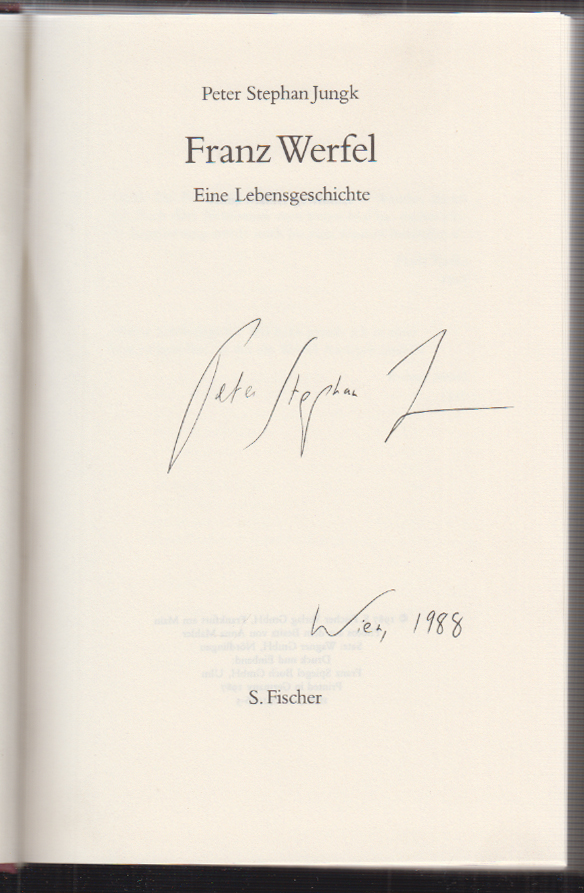 Peter Stephan Jungk
Franz Werfel
Eine Lebensgeschichte
Peter Stephan J
Wien, 1988
S. Fischer